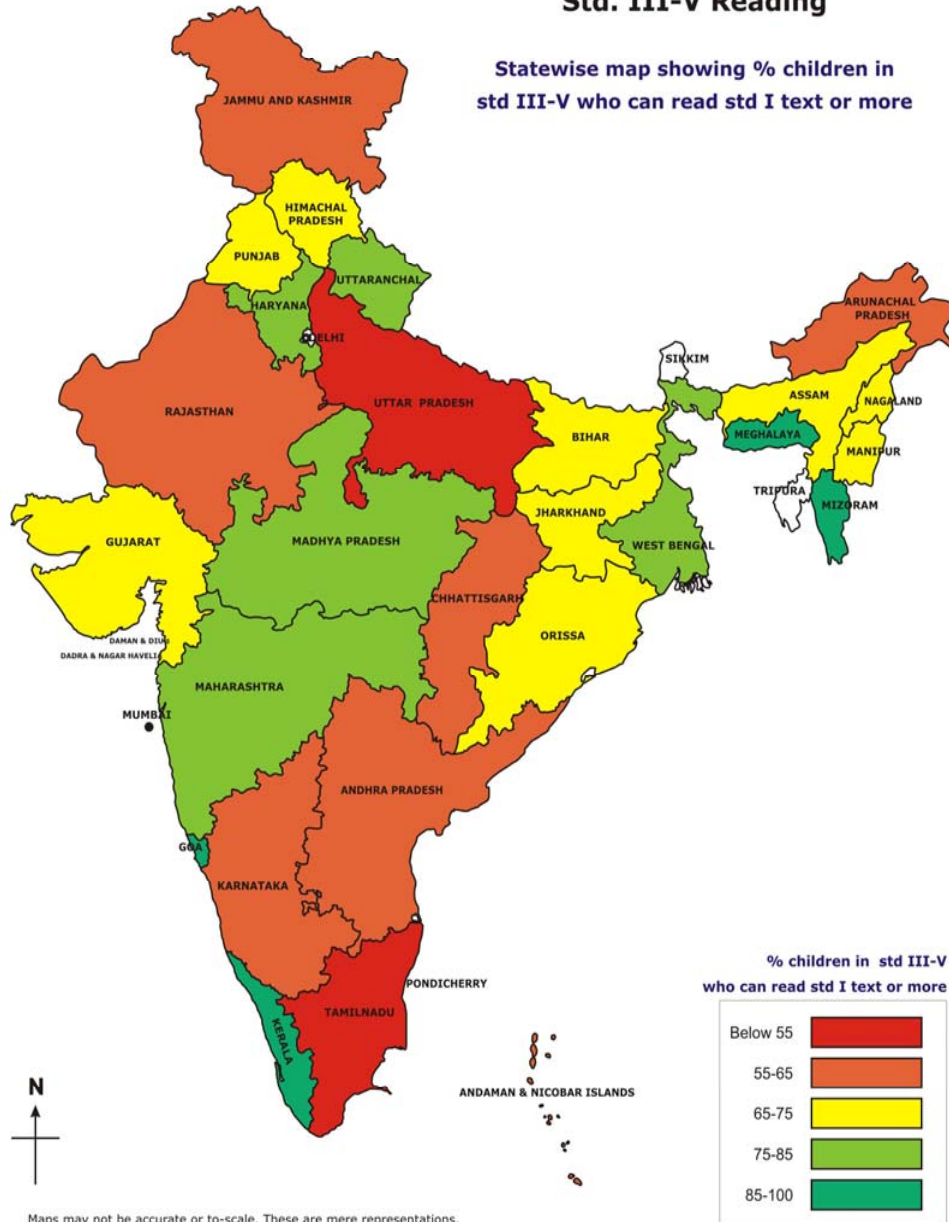 Std. III-V Reading
Statewise map showing % children in
std III-V who can read std I text or more
JAMMU AND KASHMIR
HIMACHAL
PRADESH
PUNJAB
UTTARANCHAL
HARYANA
DELHI
ARUNACHAL
PRADESH
SIKKIM
RAJASTHAN
UTTAR PRADESH
ASSAM
NAGALAND
BIHAR
MEGHALAYA
MANIPUR
TRIPURA
MIZORAM
JHARKHAND
GUJARAT
MADHYA PRADESH
WEST BENGAL
CHHATTISGARH
ORISSA
DAMAN & DIU
DADRA & NAGAR HAVELI
MAHARASHTRA
MUMBAI
ANDHRA PRADESH
GOA
KARNATAKA
PONDICHERRY
TAMILNADU
KERALA
ANDAMAN & NICOBAR ISLANDS
N
% children in std III-V
who can read std I text or more
Below 55
55-65
65-75
75-85
85-100
Maps may not be accurate or to-scale. These are mere representations.